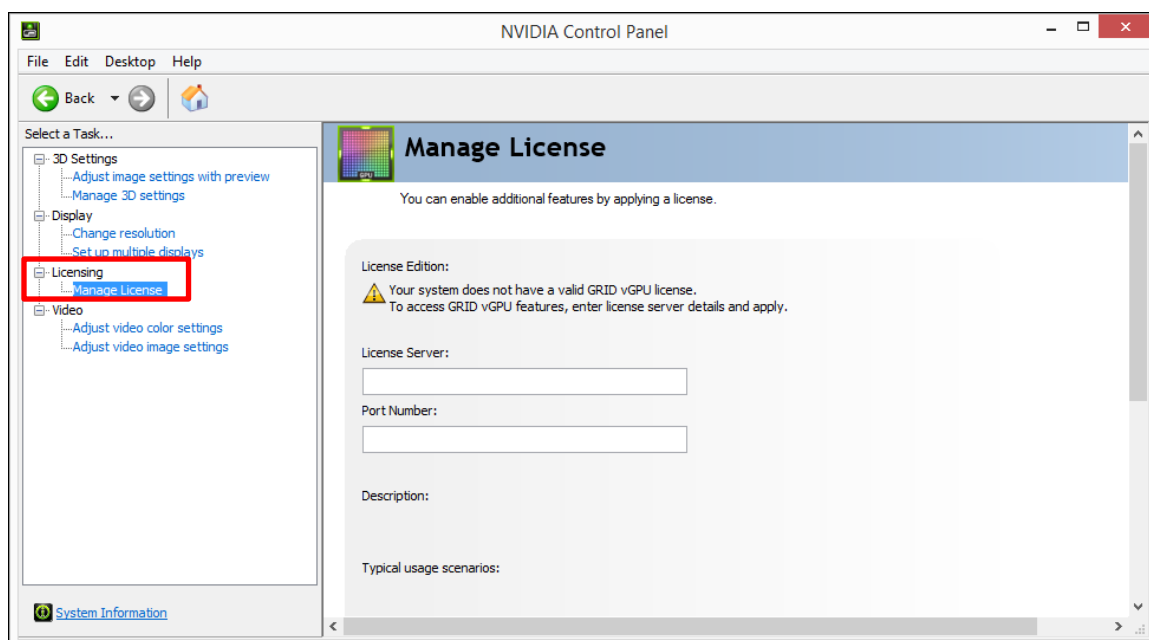 NVIDIA Control Panel
File Edit Desktop Help
Back
Select a Task...
3D Settings
Adjust image settings with preview
Manage 3D settings
Display
Change resolution
Set up multiple displays
Licensing
Manage License
Video
Adjust video color settings
Adjust video image settings
System Information
GPU
Manage License
You can enable additional features by applying a license.
License Edition:
Your system does not have a valid GRID vGPU license.
To access GRID vGPU features, enter license server details and apply.
License Server:
Port Number:
Description:
Typical usage scenarios: